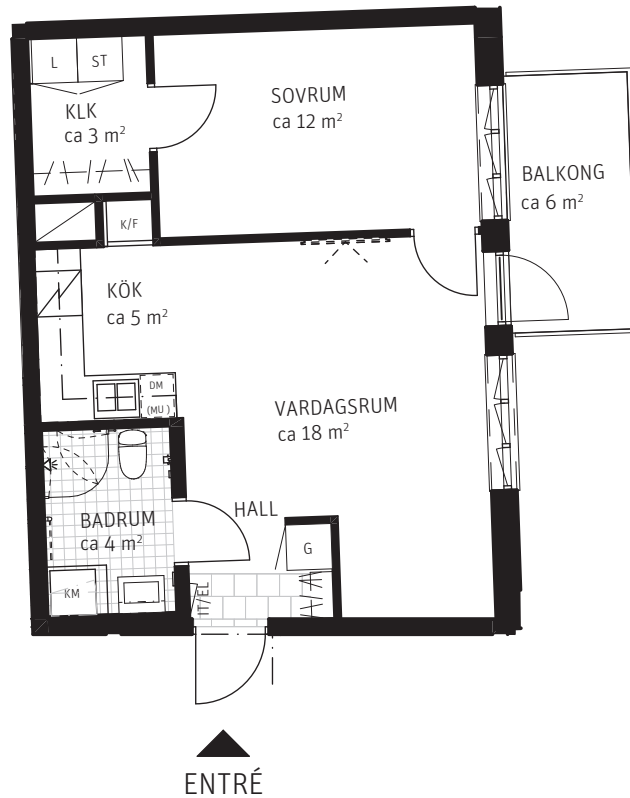 L ST
KLK
ca 3 m²
SOVRUM
ca 12 m²
BALKONG
ca 6 m²
K/F
KÖK
ca 5 m²
DM
(MU)
VARDAGSRUM
ca 18 m²
HALL
BADRUM
ca 4 m²
G
KM
IT/EL
ENTRÉ